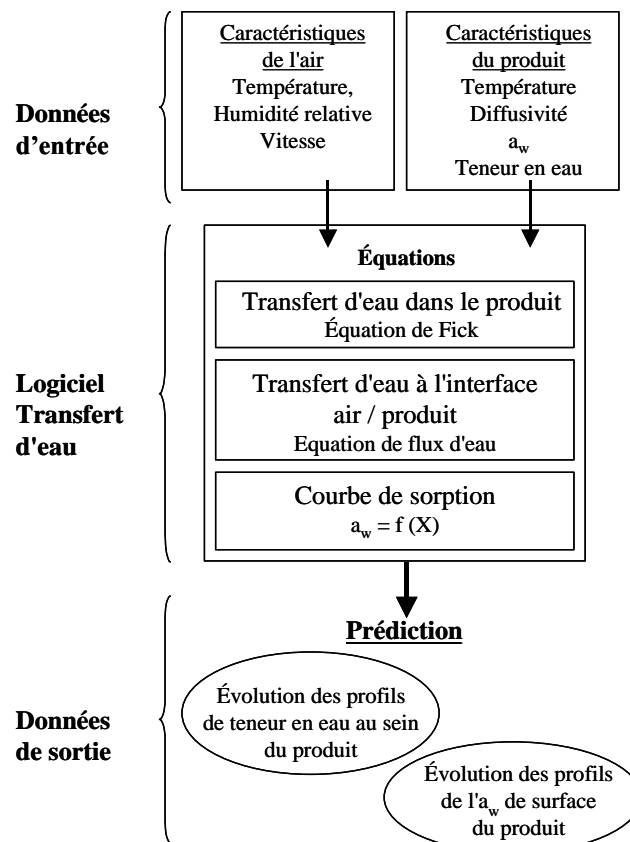 Données
d'entrée
Caractéristiques
de l'air
Température,
Humidité relative
Vitesse
Caractéristiques
du produit
Température
Diffusivité
a_w
Teneur en eau
Logiciel
Transfert
d'eau
Équations
Transfert d'eau dans le produit
Équation de Fick
Transfert d'eau à l'interface
air / produit
Equation de flux d'eau
Courbe de sorption
a_w = f (X)
Données
de sortie
Prédiction
Évolution des profils
de teneur en eau au sein
du produit
Évolution des profils
de l'a_w de surface
du produit